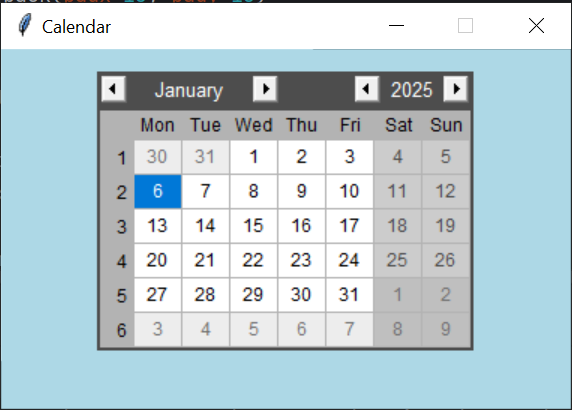 Calendar
January 2025
Mon Tue Wed Thu Fri Sat Sun
1 30 31 1 2 3 4 5
2 6 7 8 9 10 11 12
3 13 14 15 16 17 18 19
4 20 21 22 23 24 25 26
5 27 28 29 30 31 1 2
6 3 4 5 6 7 8 9